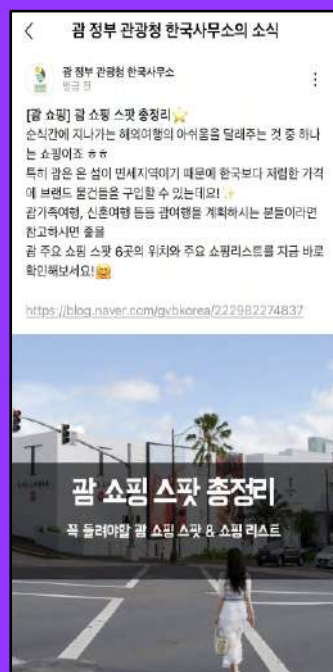 괌 정부 관광청 한국사무소의 소식
괌 정부 관광청 한국사무소
방금 전
[괌 쇼핑] 괌 쇼핑 스팟 총정리⭐
순식간에 지나가는 해외여행의 아쉬움을 달래주는 것 중 하나
는 쇼핑이죠 ㅎㅎ
특히 괌은 온 섬이 면세지역이기 때문에 한국보다 저렴한 가격
에 브랜드 물건들을 구입할 수 있는데요!✨
괌가족여행, 신혼여행 등등 괌여행을 계획하시는 분들이라면
참고하시면 좋을
괌 주요 쇼핑 스팟 6곳의 위치와 주요 쇼핑리스트를 지금 바로
확인해보세요!🤗
https://blog.naver.com/gvbkorea/222982274837
괌 쇼핑 스팟 총정리
꼭 들려야할 괌 쇼핑 스팟 & 쇼핑 리스트